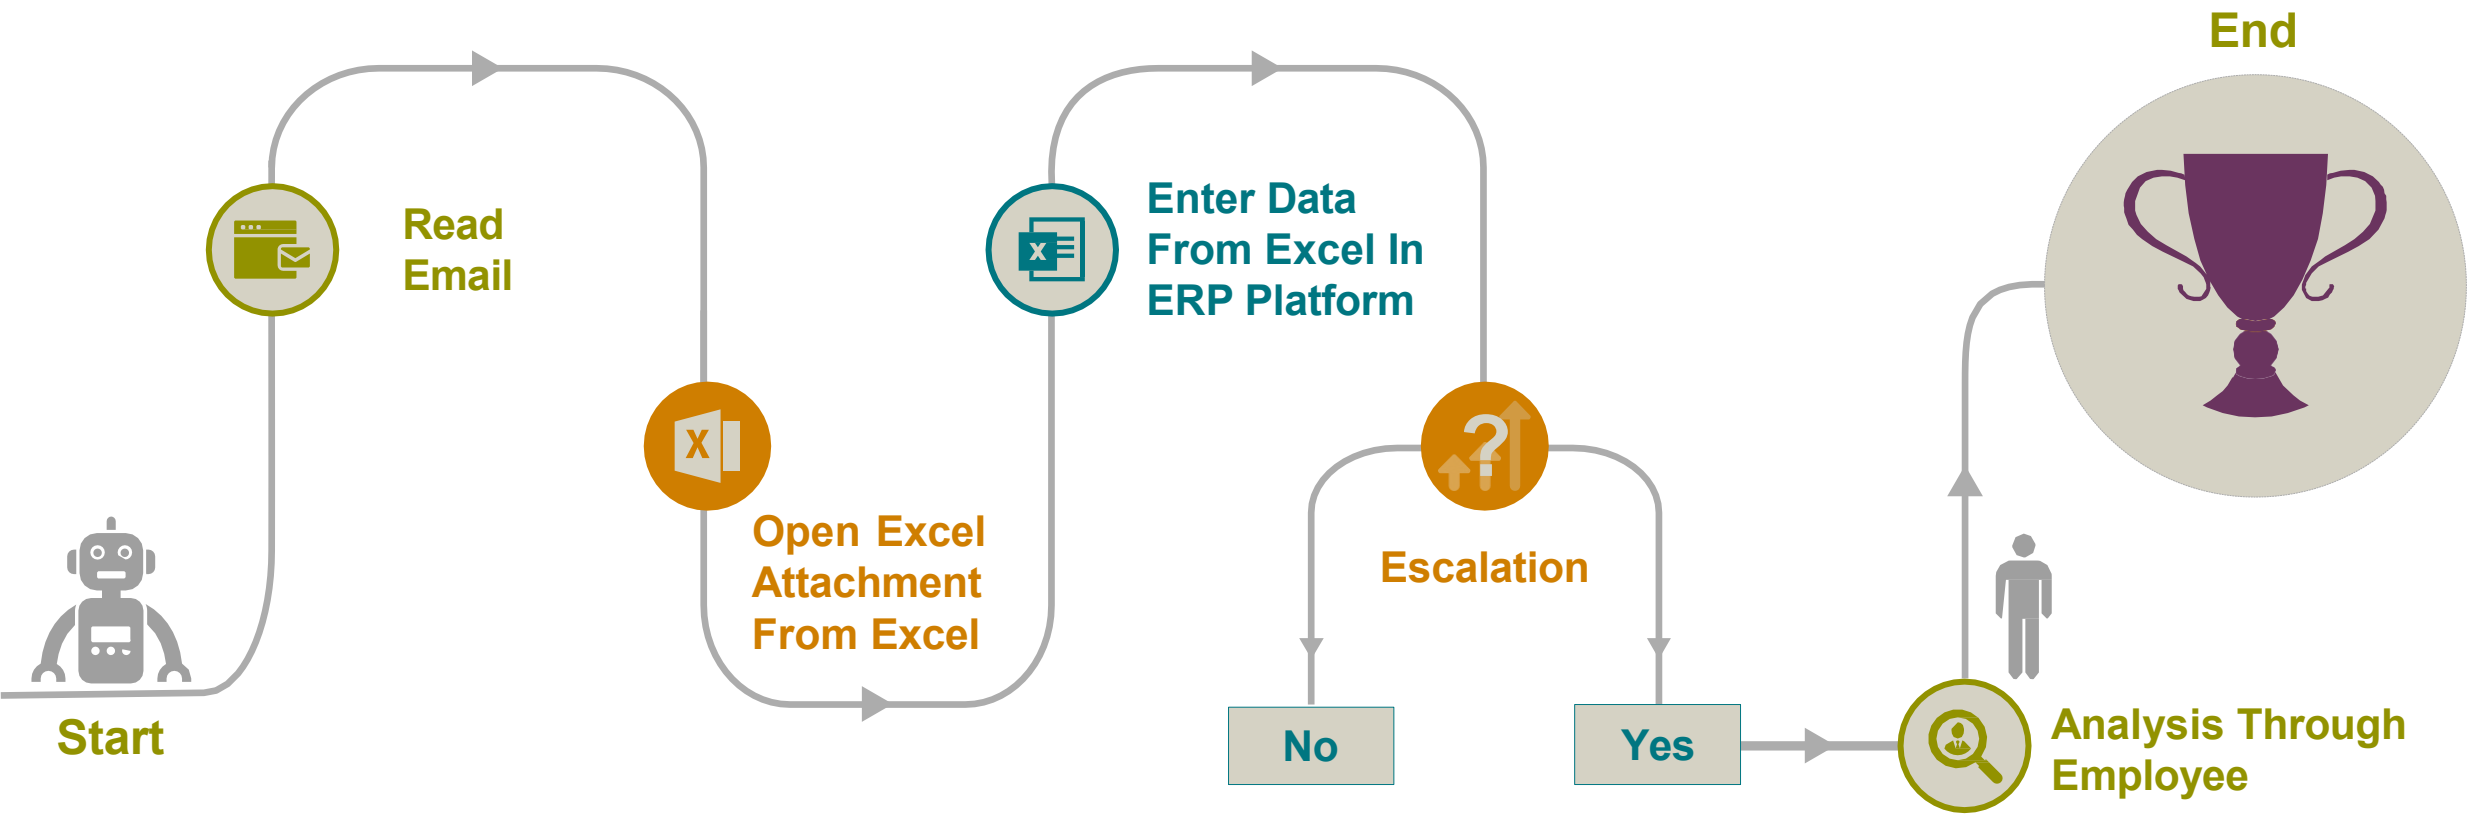 End
Read
Email
Enter Data
From Excel In
ERP Platform
X
X
?
Open Excel
Attachment
From Excel
Escalation
Start
No
Yes
Analysis Through
Employee